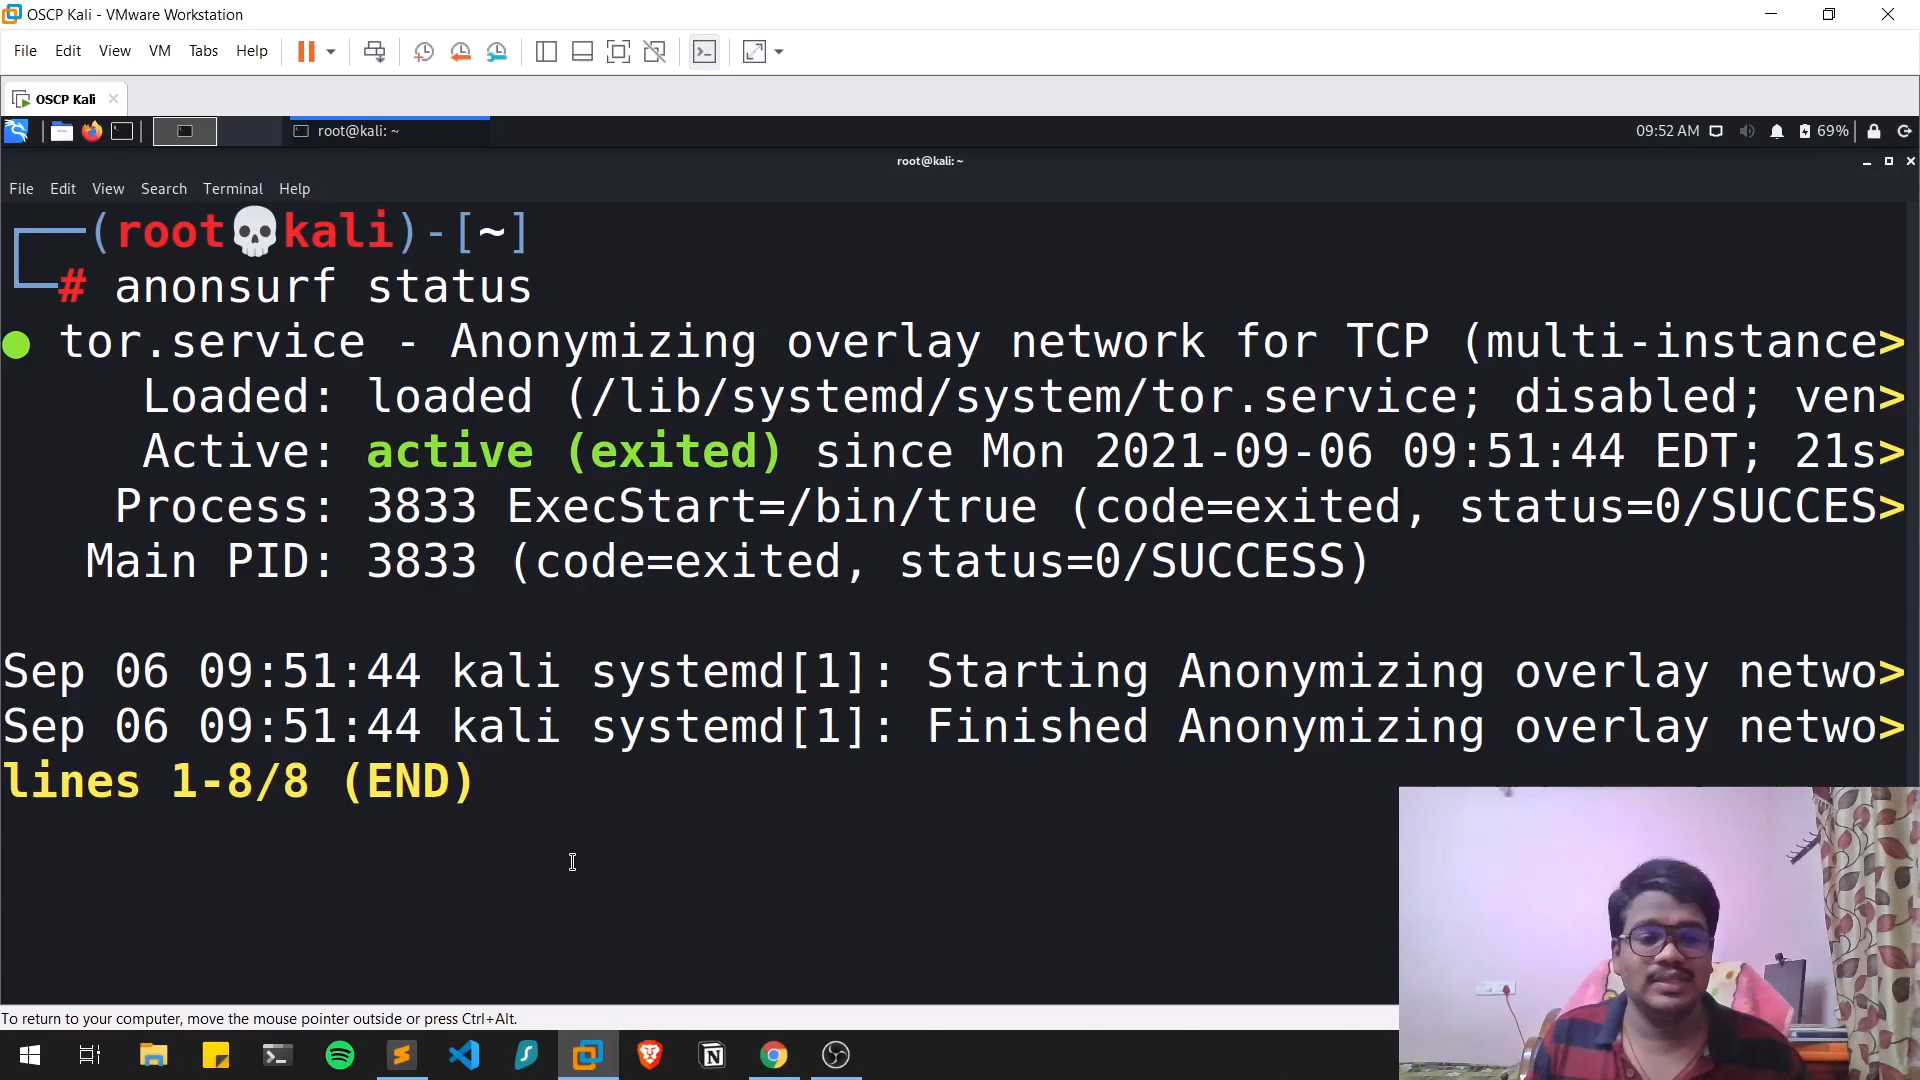 OSCP Kali - VMware Workstation
File Edit View VM Tabs Help
OSCP Kali
root@kali: ~
09:52 AM
69%
root@kali: ~
File Edit View Search Terminal Help
(root💀kali)-[~]
# anonsurf status
● tor.service - Anonymizing overlay network for TCP (multi-instance>
Loaded: loaded (/lib/systemd/system/tor.service; disabled; ven>
Active: active (exited) since Mon 2021-09-06 09:51:44 EDT; 21s>
Process: 3833 ExecStart=/bin/true (code=exited, status=0/SUCCES>
Main PID: 3833 (code=exited, status=0/SUCCESS)
Sep 06 09:51:44 kali systemd[1]: Starting Anonymizing overlay netwo>
Sep 06 09:51:44 kali systemd[1]: Finished Anonymizing overlay netwo>
lines 1-8/8 (END)
To return to your computer, move the mouse pointer outside or press Ctrl+Alt.